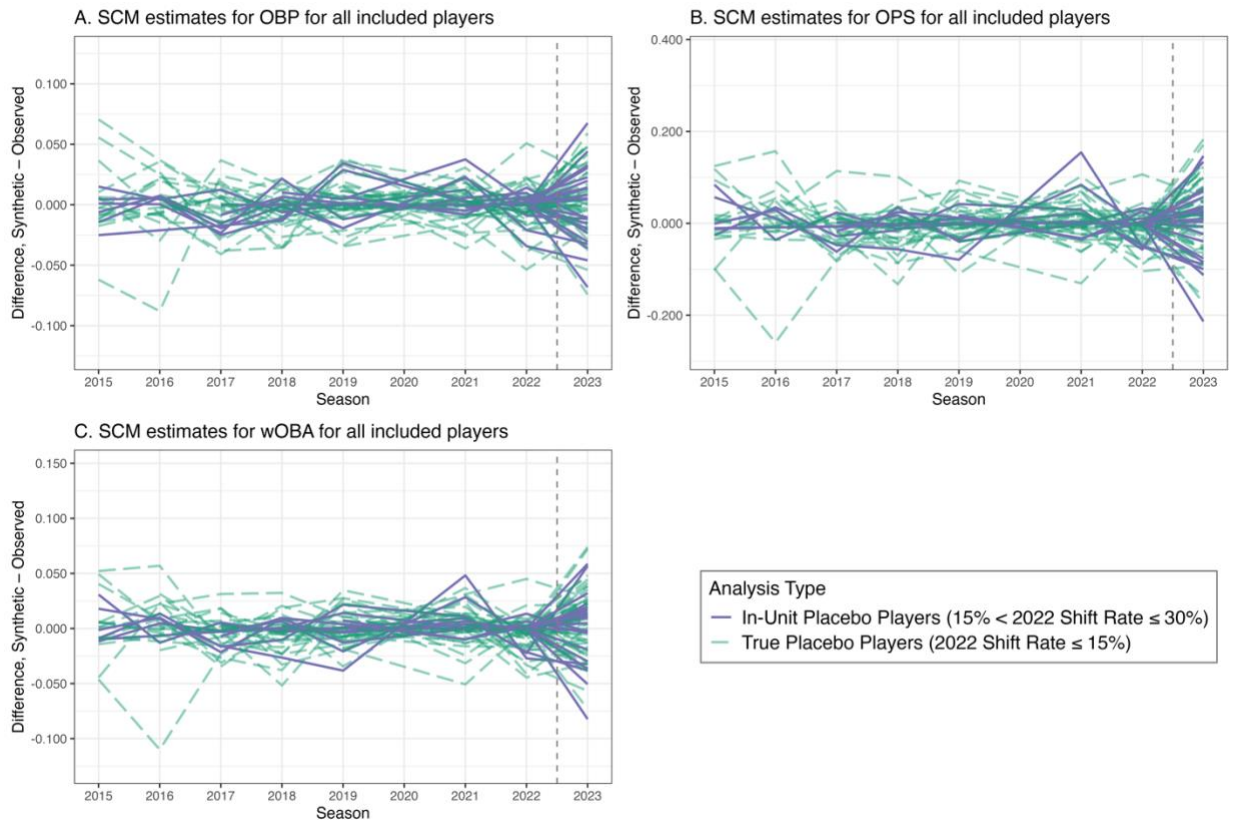 A. SCM estimates for OBP for all included players
0.100
0.050
0.000
-0.050
-0.100
Difference, Synthetic – Observed
2015 2016 2017 2018 2019 2020 2021 2022 2023
Season
B. SCM estimates for OPS for all included players
0.400
0.200
0.000
-0.200
Difference, Synthetic – Observed
2015 2016 2017 2018 2019 2020 2021 2022 2023
Season
C. SCM estimates for wOBA for all included players
0.150
0.100
0.050
0.000
-0.050
-0.100
Difference, Synthetic – Observed
2015 2016 2017 2018 2019 2020 2021 2022 2023
Season
Analysis Type
In-Unit Placebo Players (15% < 2022 Shift Rate ≤ 30%)
True Placebo Players (2022 Shift Rate ≤ 15%)